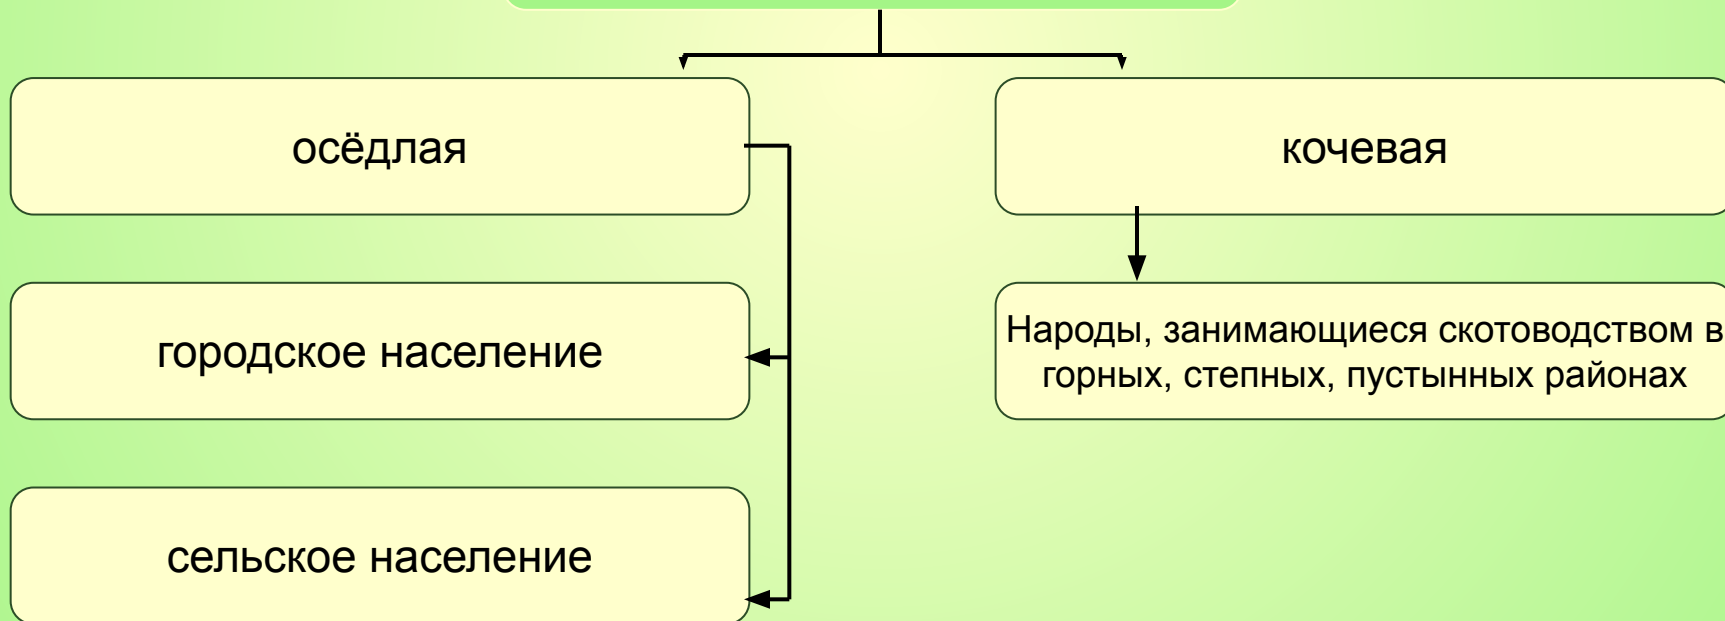 осёдлая
кочевая
городское население
Народы, занимающиеся скотоводством в
горных, степных, пустынных районах
сельское население